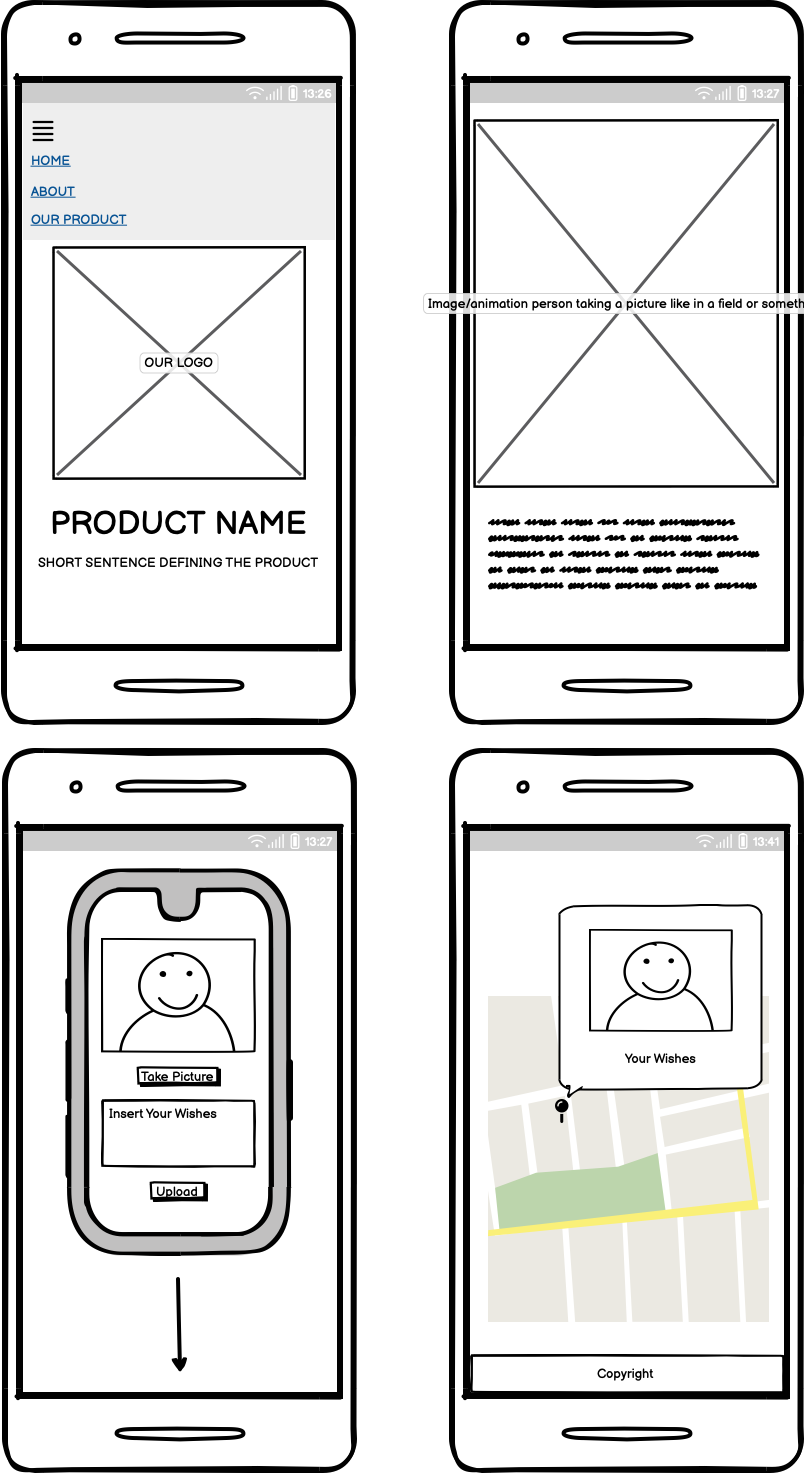 13:26
HOME
ABOUT
OUR PRODUCT
OUR LOGO
PRODUCT NAME
SHORT SENTENCE DEFINING THE PRODUCT
13:27
Image/animation person taking a picture like in a field or someth
13:27
Take Picture
Insert Your Wishes
Upload
13:41
Your Wishes
Copyright